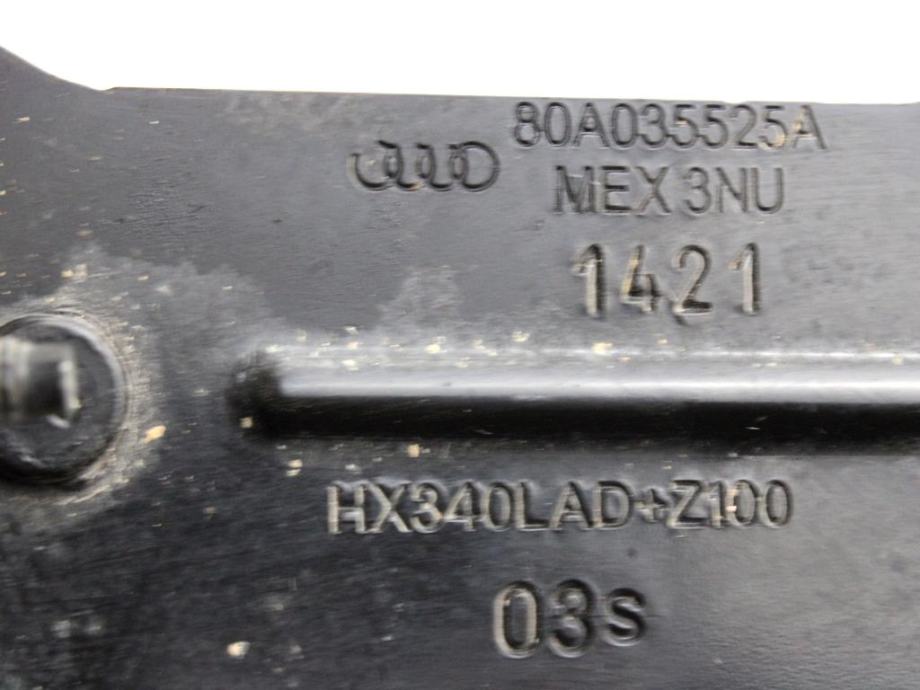 80A035525A
MEX 3NU
1421
HX340LAD+Z100
03s